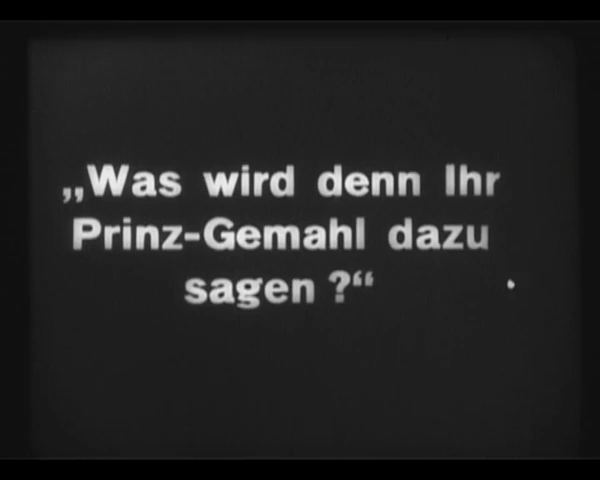 „Was wird denn Ihr
Prinz-Gemahl dazu
sagen ?“